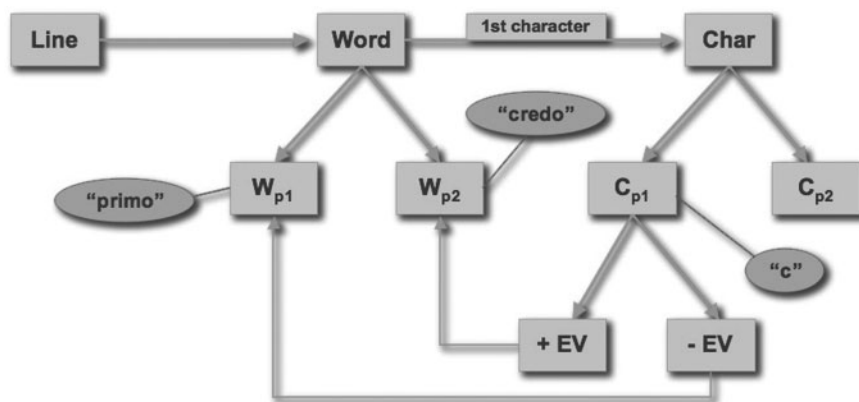 Line
Word
1st character
Char
“credo”
“primo”
Wp1
Wp2
Cp1
Cp2
“c”
+ EV
- EV